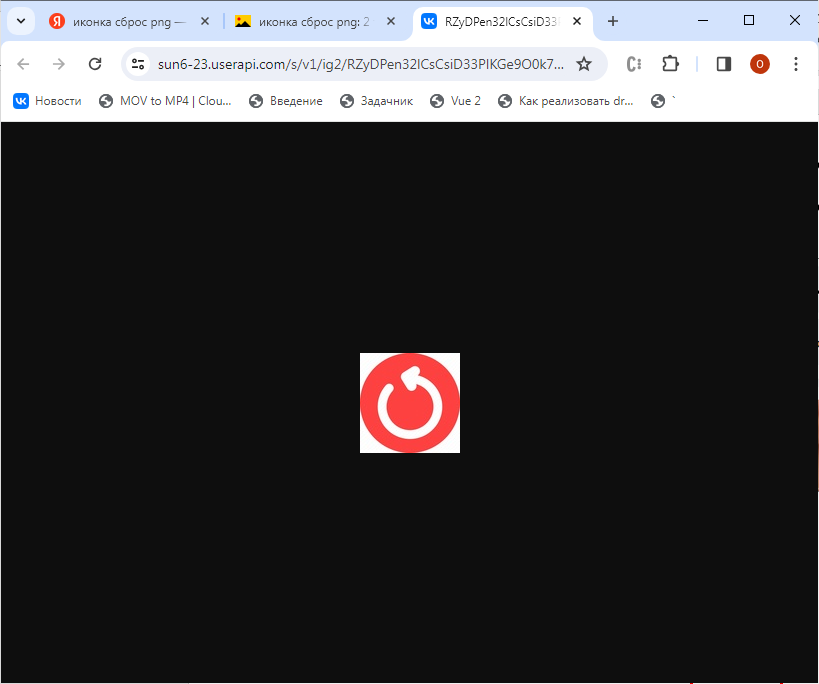 иконка сброс png —
иконка сброс png: 2
RZyDPen32ICsCsiD33
sun6-23.userapi.com/s/v1/ig2/RZyDPen32ICsCsiD33PIKGe9O0k7...
O
Новости
MOV to MP4 | Clou...
Введение
Задачник
Vue 2
Как реализовать dr...
`